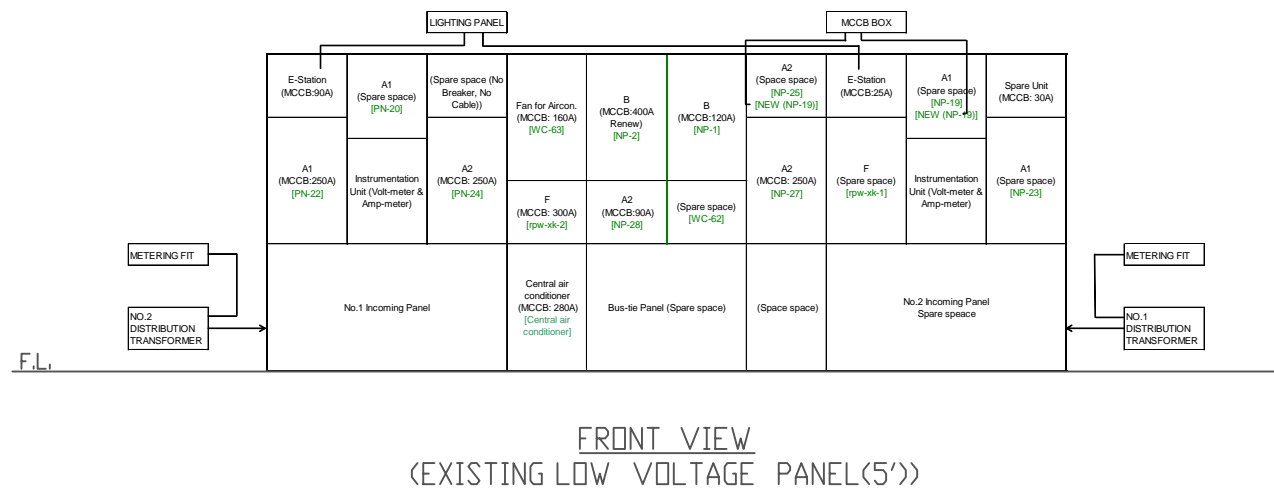 LIGHTING PANEL
MCCB BOX
E-Station
(MCCB:90A)
A1
(Spare space)
[PN-20]
(Spare space (No
Breaker, No
Cable))
Fan for Aircon.
(MCCB: 160A)
[WC-63]
B
(MCCB:400A
Renew)
[NP-2]
B
(MCCB:120A)
[NP-1]
A2
(Space space)
[NP-25]
[NEW (NP-19)]
E-Station
(MCCB:25A)
A1
(Spare space)
[NP-19]
[NEW (NP-19)]
Spare Unit
(MCCB: 30A)
A1
(MCCB:250A)
[PN-22]
Instrumentation
Unit (Volt-meter &
Amp-meter)
A2
(MCCB: 250A)
[PN-24]
F
(MCCB: 300A)
[rpw-xk-2]
A2
(MCCB:90A)
[NP-28]
(Spare space)
[WC-62]
A2
(MCCB: 250A)
[NP-27]
F
(Spare space)
[rpw-xk-1]
Instrumentation
Unit (Volt-meter &
Amp-meter)
A1
(Spare space)
[NP-23]
METERING FIT
NO.2
DISTRIBUTION
TRANSFORMER
No.1 Incoming Panel
Central air
conditioner
(MCCB: 280A)
[Central air
conditioner]
Bus-tie Panel (Spare space)
(Space space)
No.2 Incoming Panel
Spare speace
METERING FIT
NO.1
DISTRIBUTION
TRANSFORMER
F.L.
FRONT VIEW
(EXISTING LOW VOLTAGE PANEL(5'))